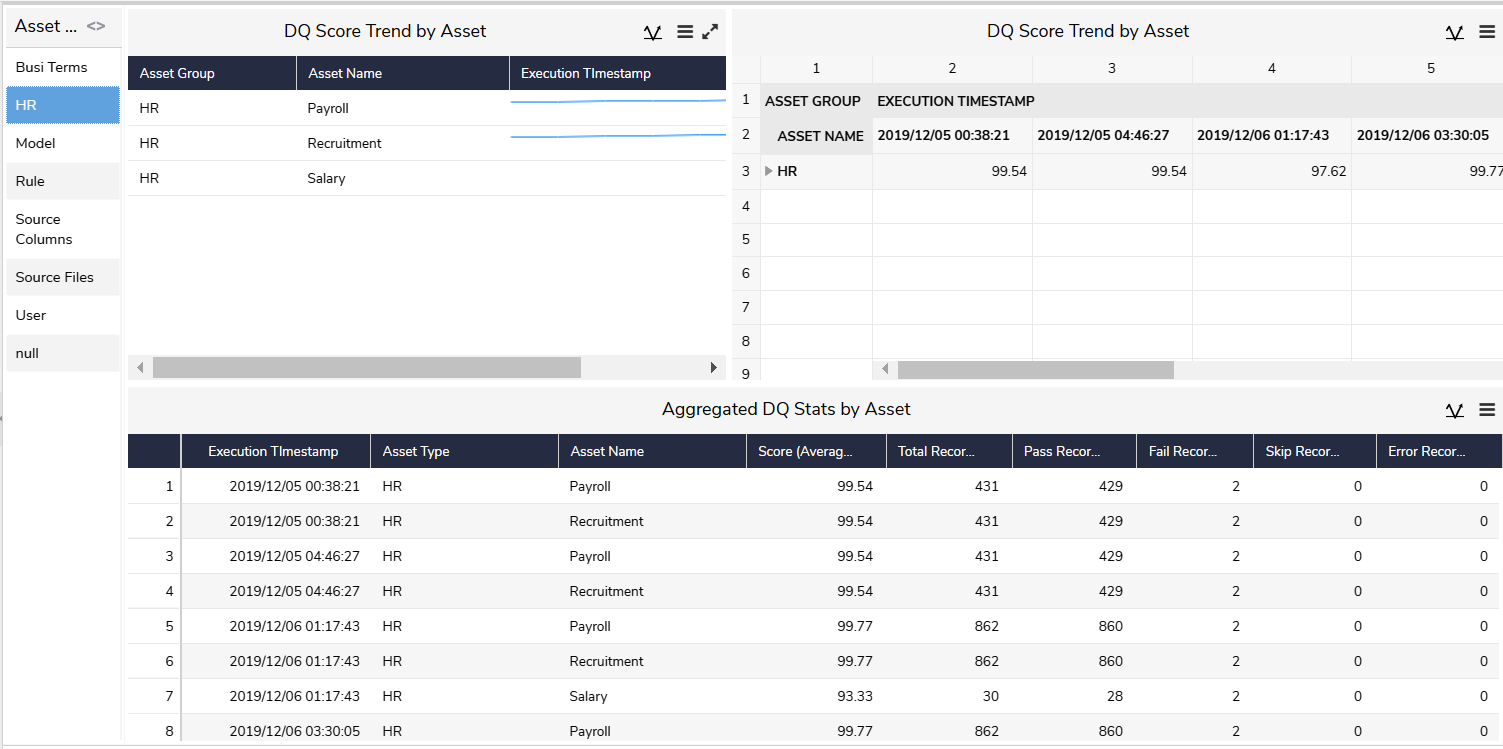 Asset ... <>
Busi Terms
HR
Model
Rule
Source
Columns
Source Files
User
null
DQ Score Trend by Asset
Asset Group Asset Name Execution TImestamp
HR Payroll
HR Recruitment
HR Salary
DQ Score Trend by Asset
1 2 3 4 5
1 ASSET GROUP EXECUTION TIMESTAMP
2 ASSET NAME 2019/12/05 00:38:21 2019/12/05 04:46:27 2019/12/06 01:17:43 2019/12/06 03:30:05
3 HR 99.54 99.54 97.62 99.77
4
5
6
7
8
9
Aggregated DQ Stats by Asset
Execution TImestamp Asset Type Asset Name Score (Averag... Total Recor... Pass Recor... Fail Recor... Skip Recor... Error Recor...
1 2019/12/05 00:38:21 HR Payroll 99.54 431 429 2 0 0
2 2019/12/05 00:38:21 HR Recruitment 99.54 431 429 2 0 0
3 2019/12/05 04:46:27 HR Payroll 99.54 431 429 2 0 0
4 2019/12/05 04:46:27 HR Recruitment 99.54 431 429 2 0 0
5 2019/12/06 01:17:43 HR Payroll 99.77 862 860 2 0 0
6 2019/12/06 01:17:43 HR Recruitment 99.77 862 860 2 0 0
7 2019/12/06 01:17:43 HR Salary 93.33 30 28 2 0 0
8 2019/12/06 03:30:05 HR Payroll 99.77 862 860 2 0 0